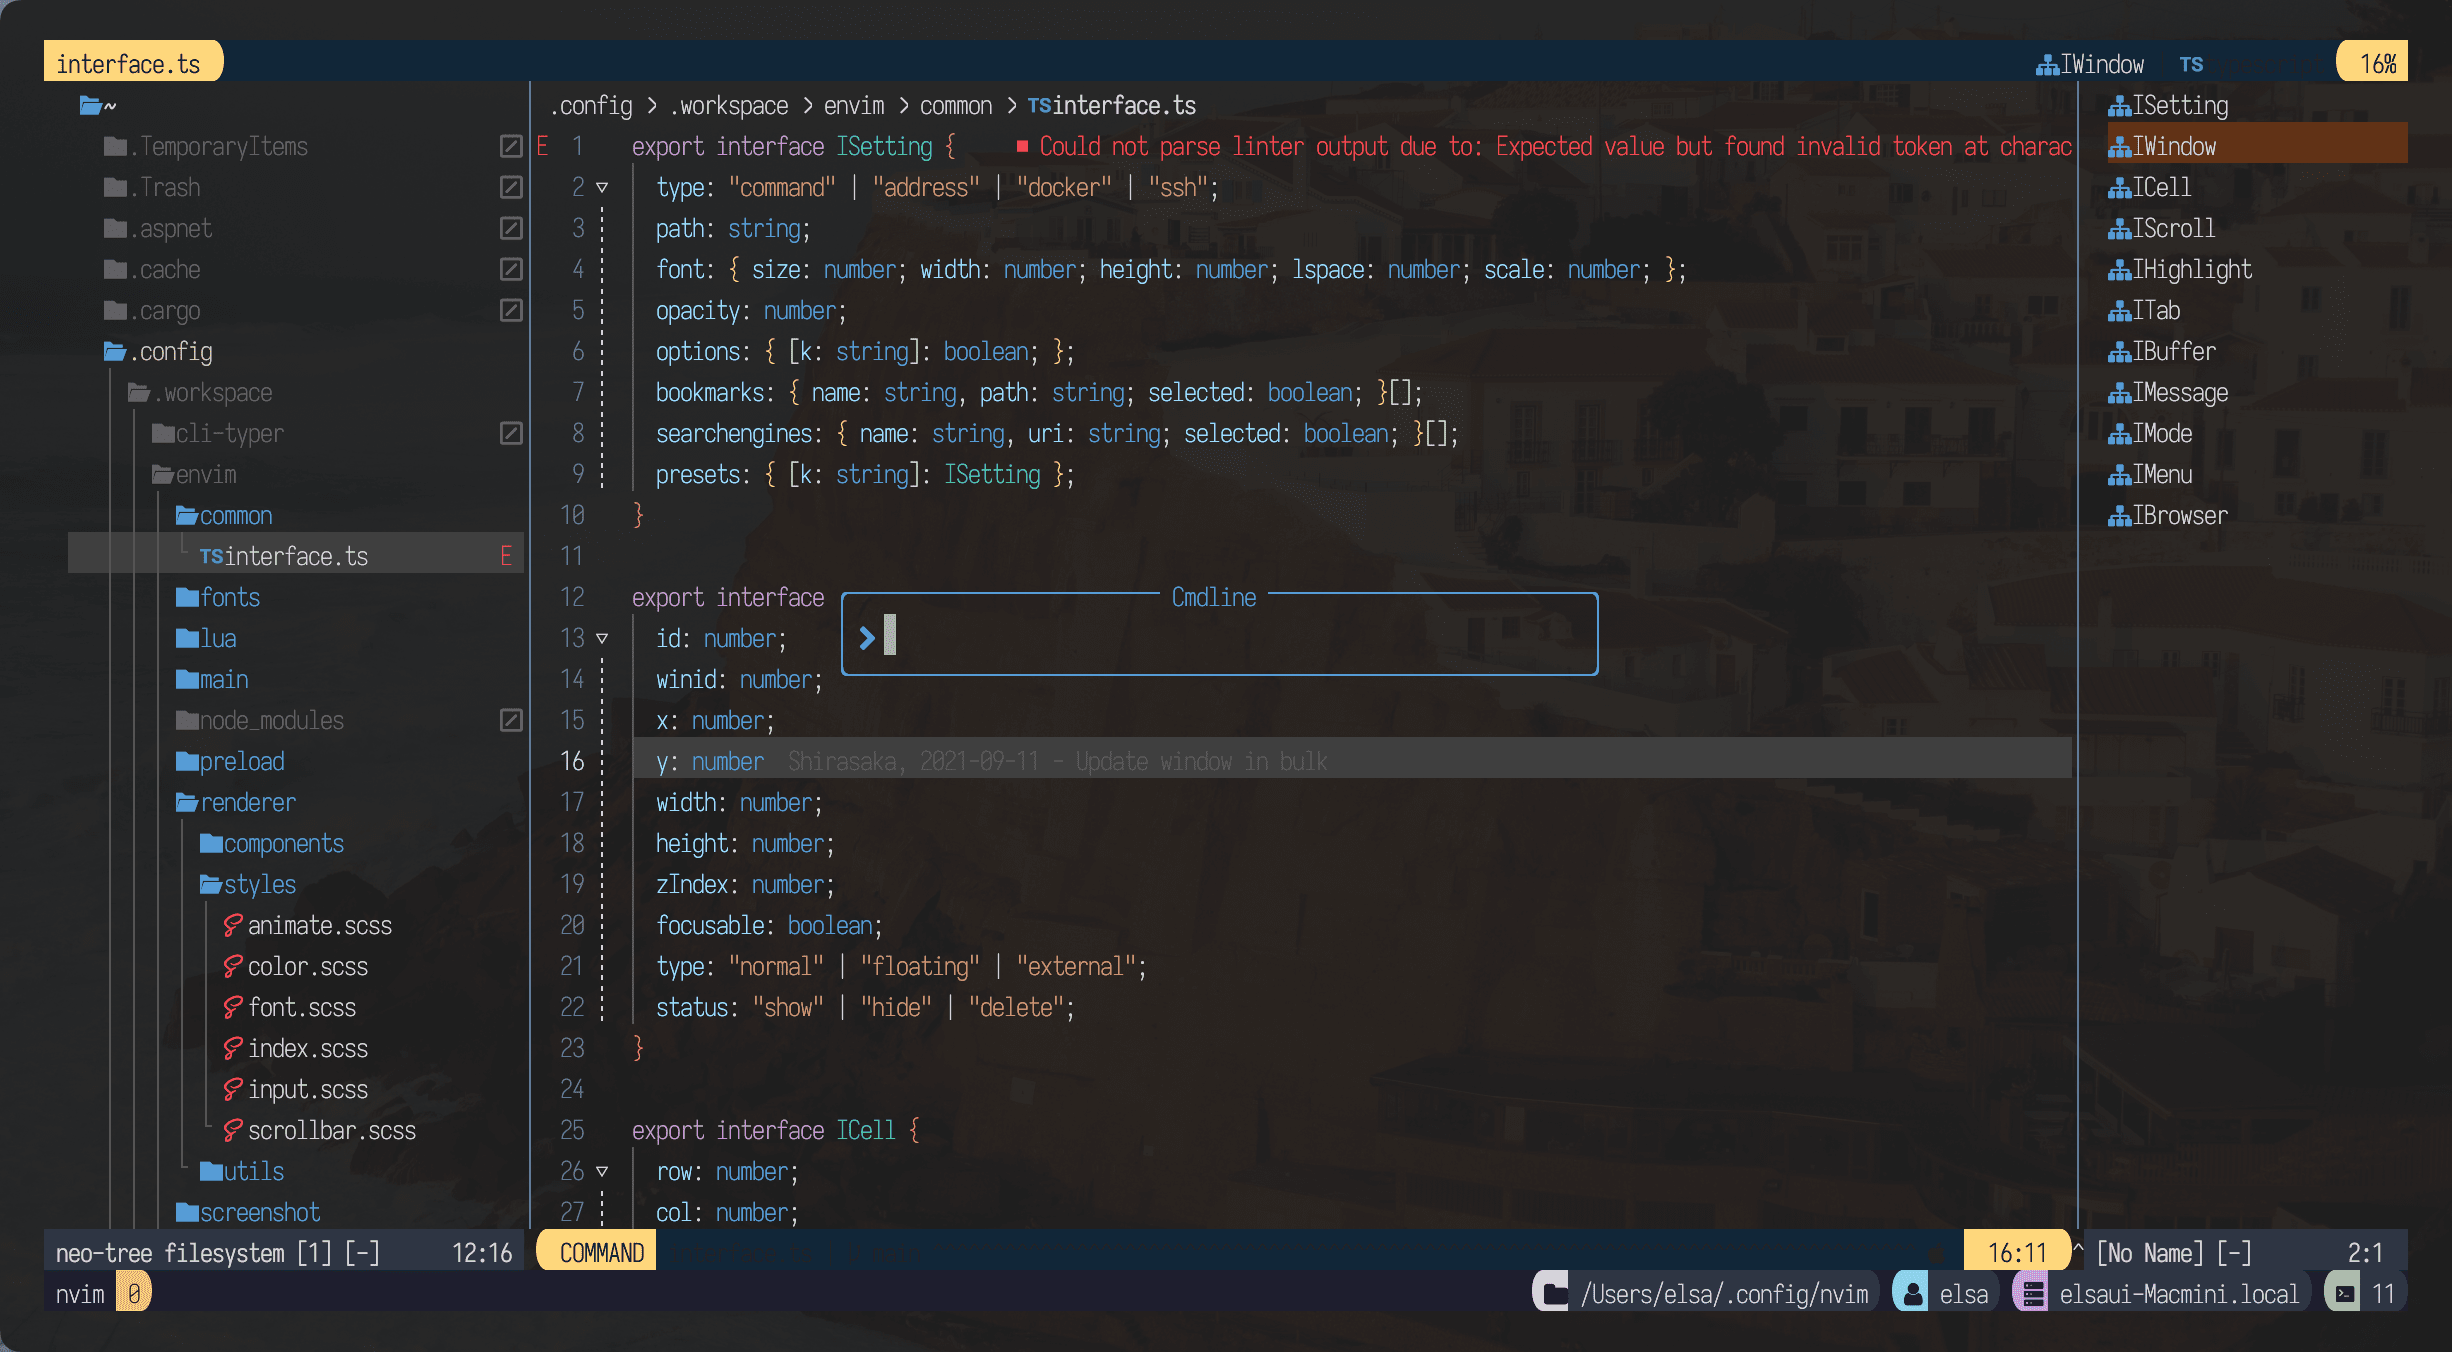 interface.ts
IWindow TS 16%
~
.TemporaryItems
.Trash
.aspnet
.cache
.cargo
.config
.workspace
cli-typer
envim
common
TS interface.ts E
fonts
lua
main
node_modules
preload
renderer
components
styles
animate.scss
color.scss
font.scss
index.scss
input.scss
scrollbar.scss
utils
screenshot
neo-tree filesystem [1] [-] 12:16
.config > .workspace > envim > common > TS interface.ts
E 1 export interface ISetting { ■ Could not parse linter output due to: Expected value but found invalid token at charac
2 type: "command" | "address" | "docker" | "ssh";
3 path: string;
4 font: { size: number; width: number; height: number; lspace: number; scale: number; };
5 opacity: number;
6 options: { [k: string]: boolean; };
7 bookmarks: { name: string, path: string; selected: boolean; }[];
8 searchengines: { name: string, uri: string; selected: boolean; }[];
9 presets: { [k: string]: ISetting };
10 }
11
12 export interface
Cmdline
❯
13 id: number;
14 winid: number;
15 x: number;
16 y: number Shirasaka, 2021-09-11 - Update window in bulk
17 width: number;
18 height: number;
19 zIndex: number;
20 focusable: boolean;
21 type: "normal" | "floating" | "external";
22 status: "show" | "hide" | "delete";
23 }
24
25 export interface ICell {
26 row: number;
27 col: number;
COMMAND 16:11 ^
ISetting
IWindow
ICell
IScroll
IHighlight
ITab
IBuffer
IMessage
IMode
IMenu
IBrowser
[No Name] [-] 2:1
nvim 0 /Users/elsa/.config/nvim elsa elsaui-Macmini.local 11